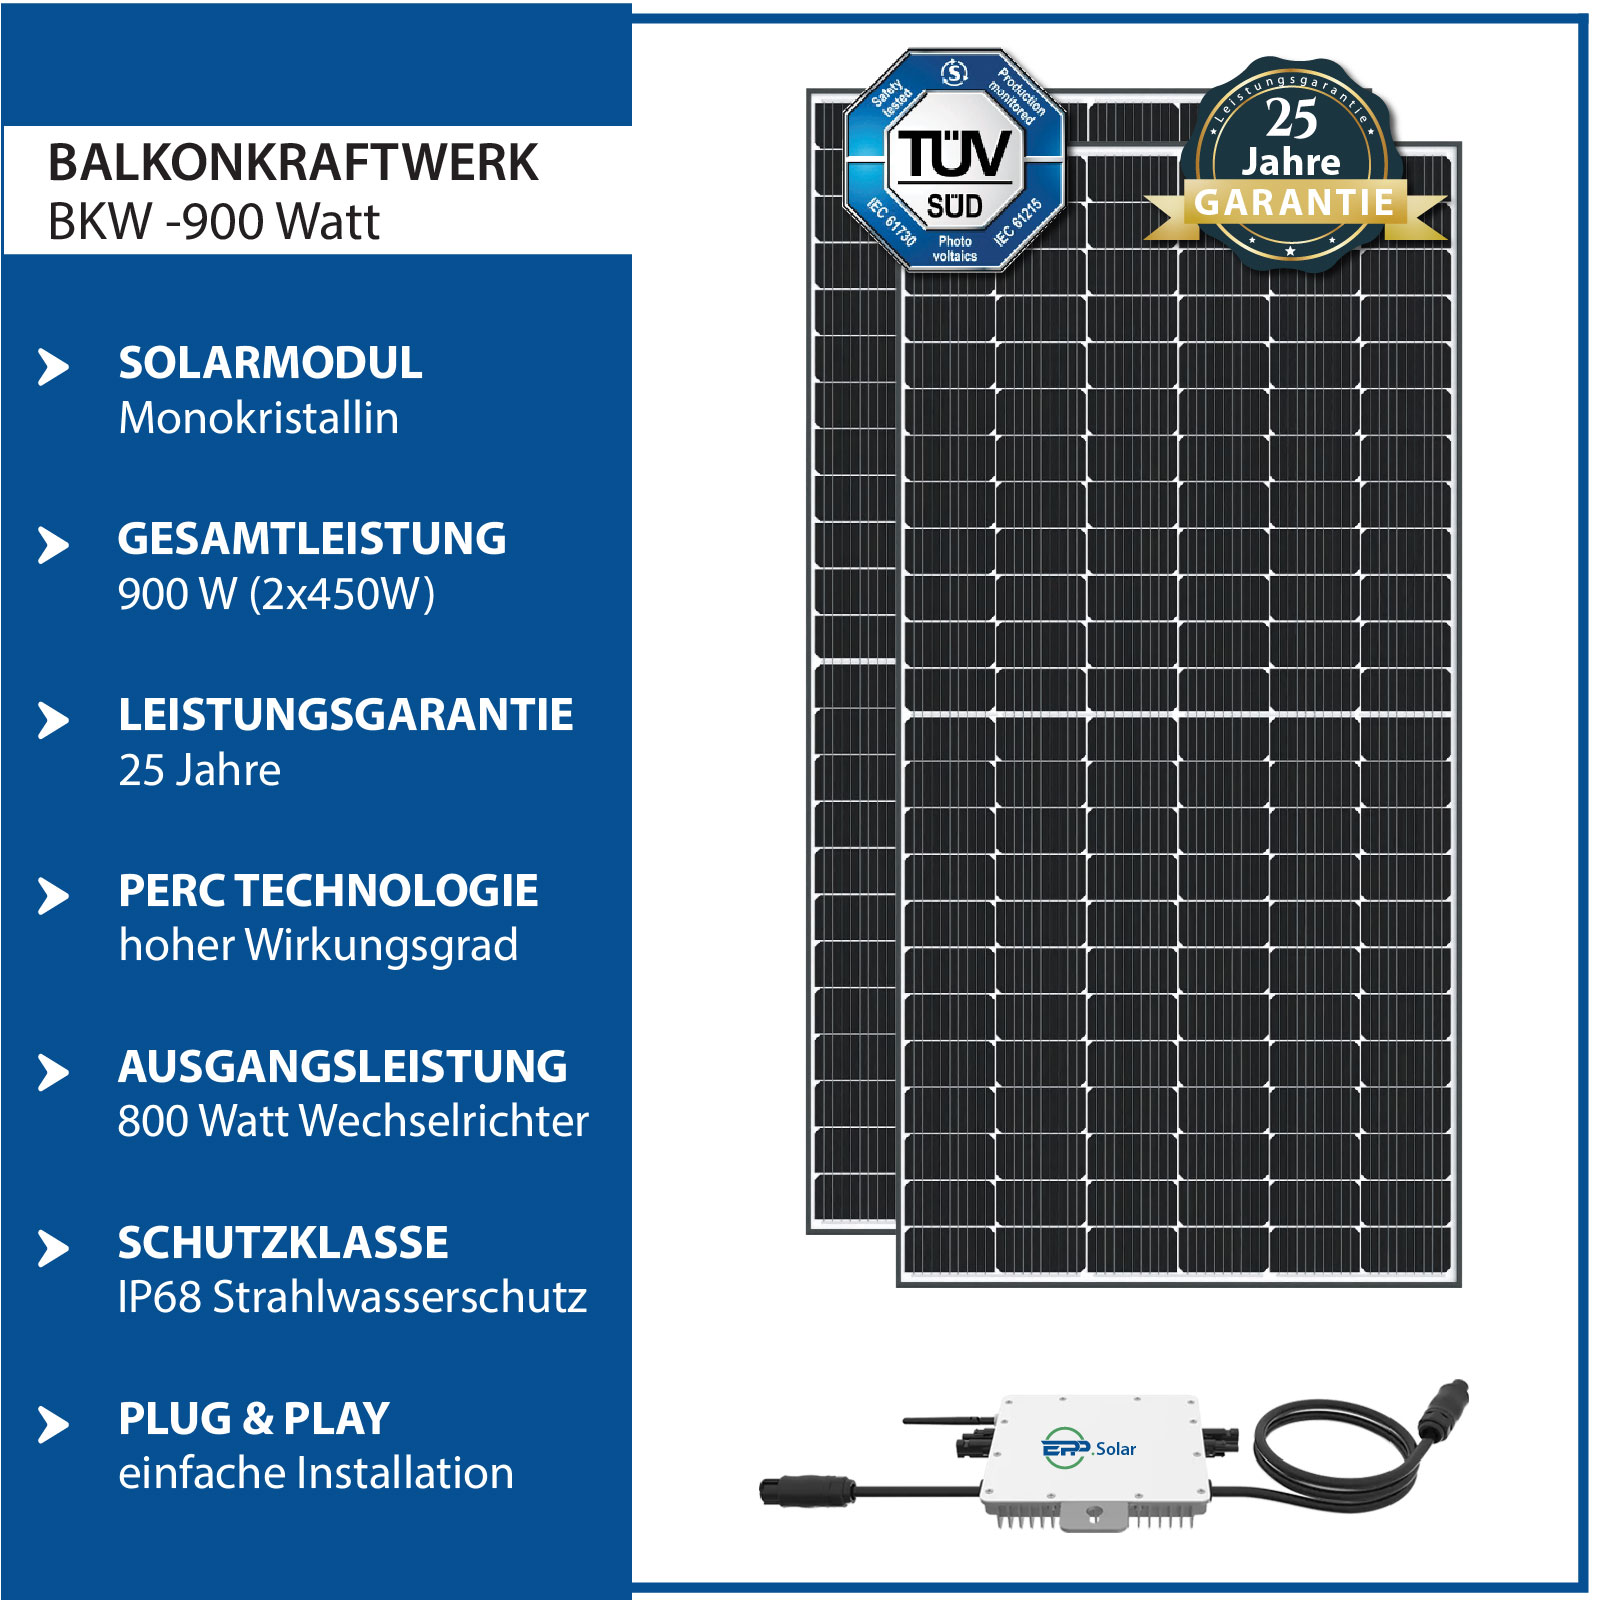 BALKONKRAFTWERK
BKW -900 Watt
SOLARMODUL
Monokristallin
GESAMTLEISTUNG
900 W (2x450W)
LEISTUNGSGARANTIE
25 Jahre
PERC TECHNOLOGIE
hoher Wirkungsgrad
AUSGANGSLEISTUNG
800 Watt Wechselrichter
SCHUTZKLASSE
IP68 Strahlwasserschutz
PLUG & PLAY
einfache Installation
Safety
tested
S
Production
monitored
TÜV
SÜD
IEC 61730
Photo
voltaics
IEC 61215
Leistungsgarantie
25
Jahre
GARANTIE
EPP.Solar